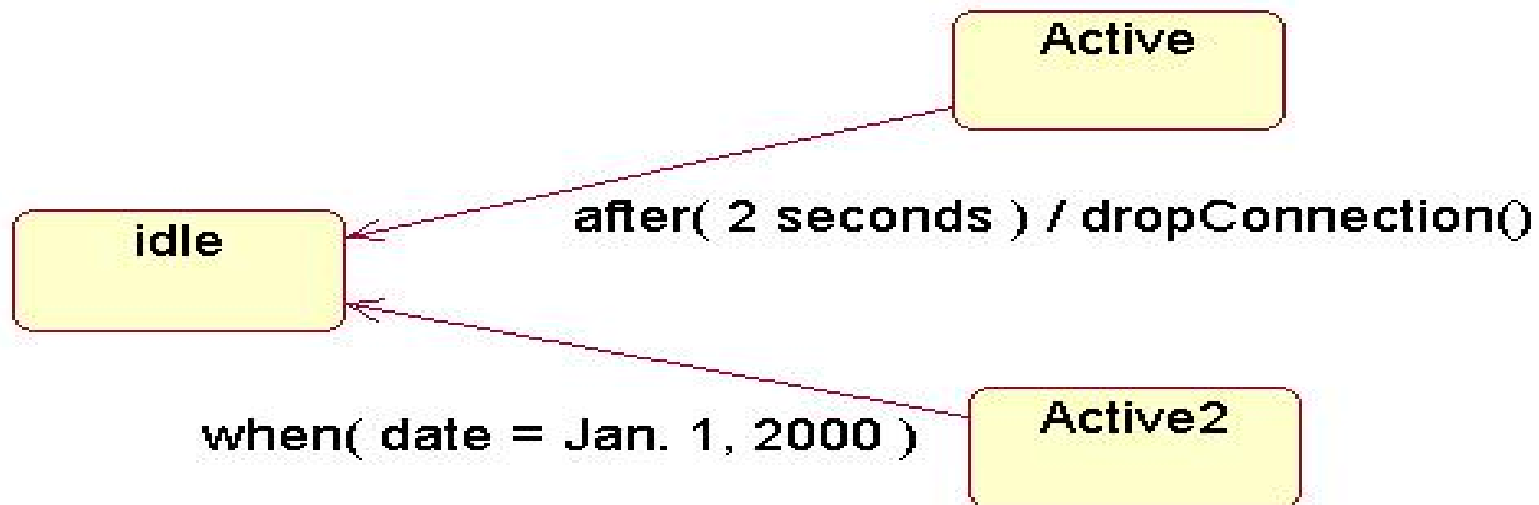 Active
after( 2 seconds ) / dropConnection()
idle
Active2
when( date = Jan. 1, 2000 )